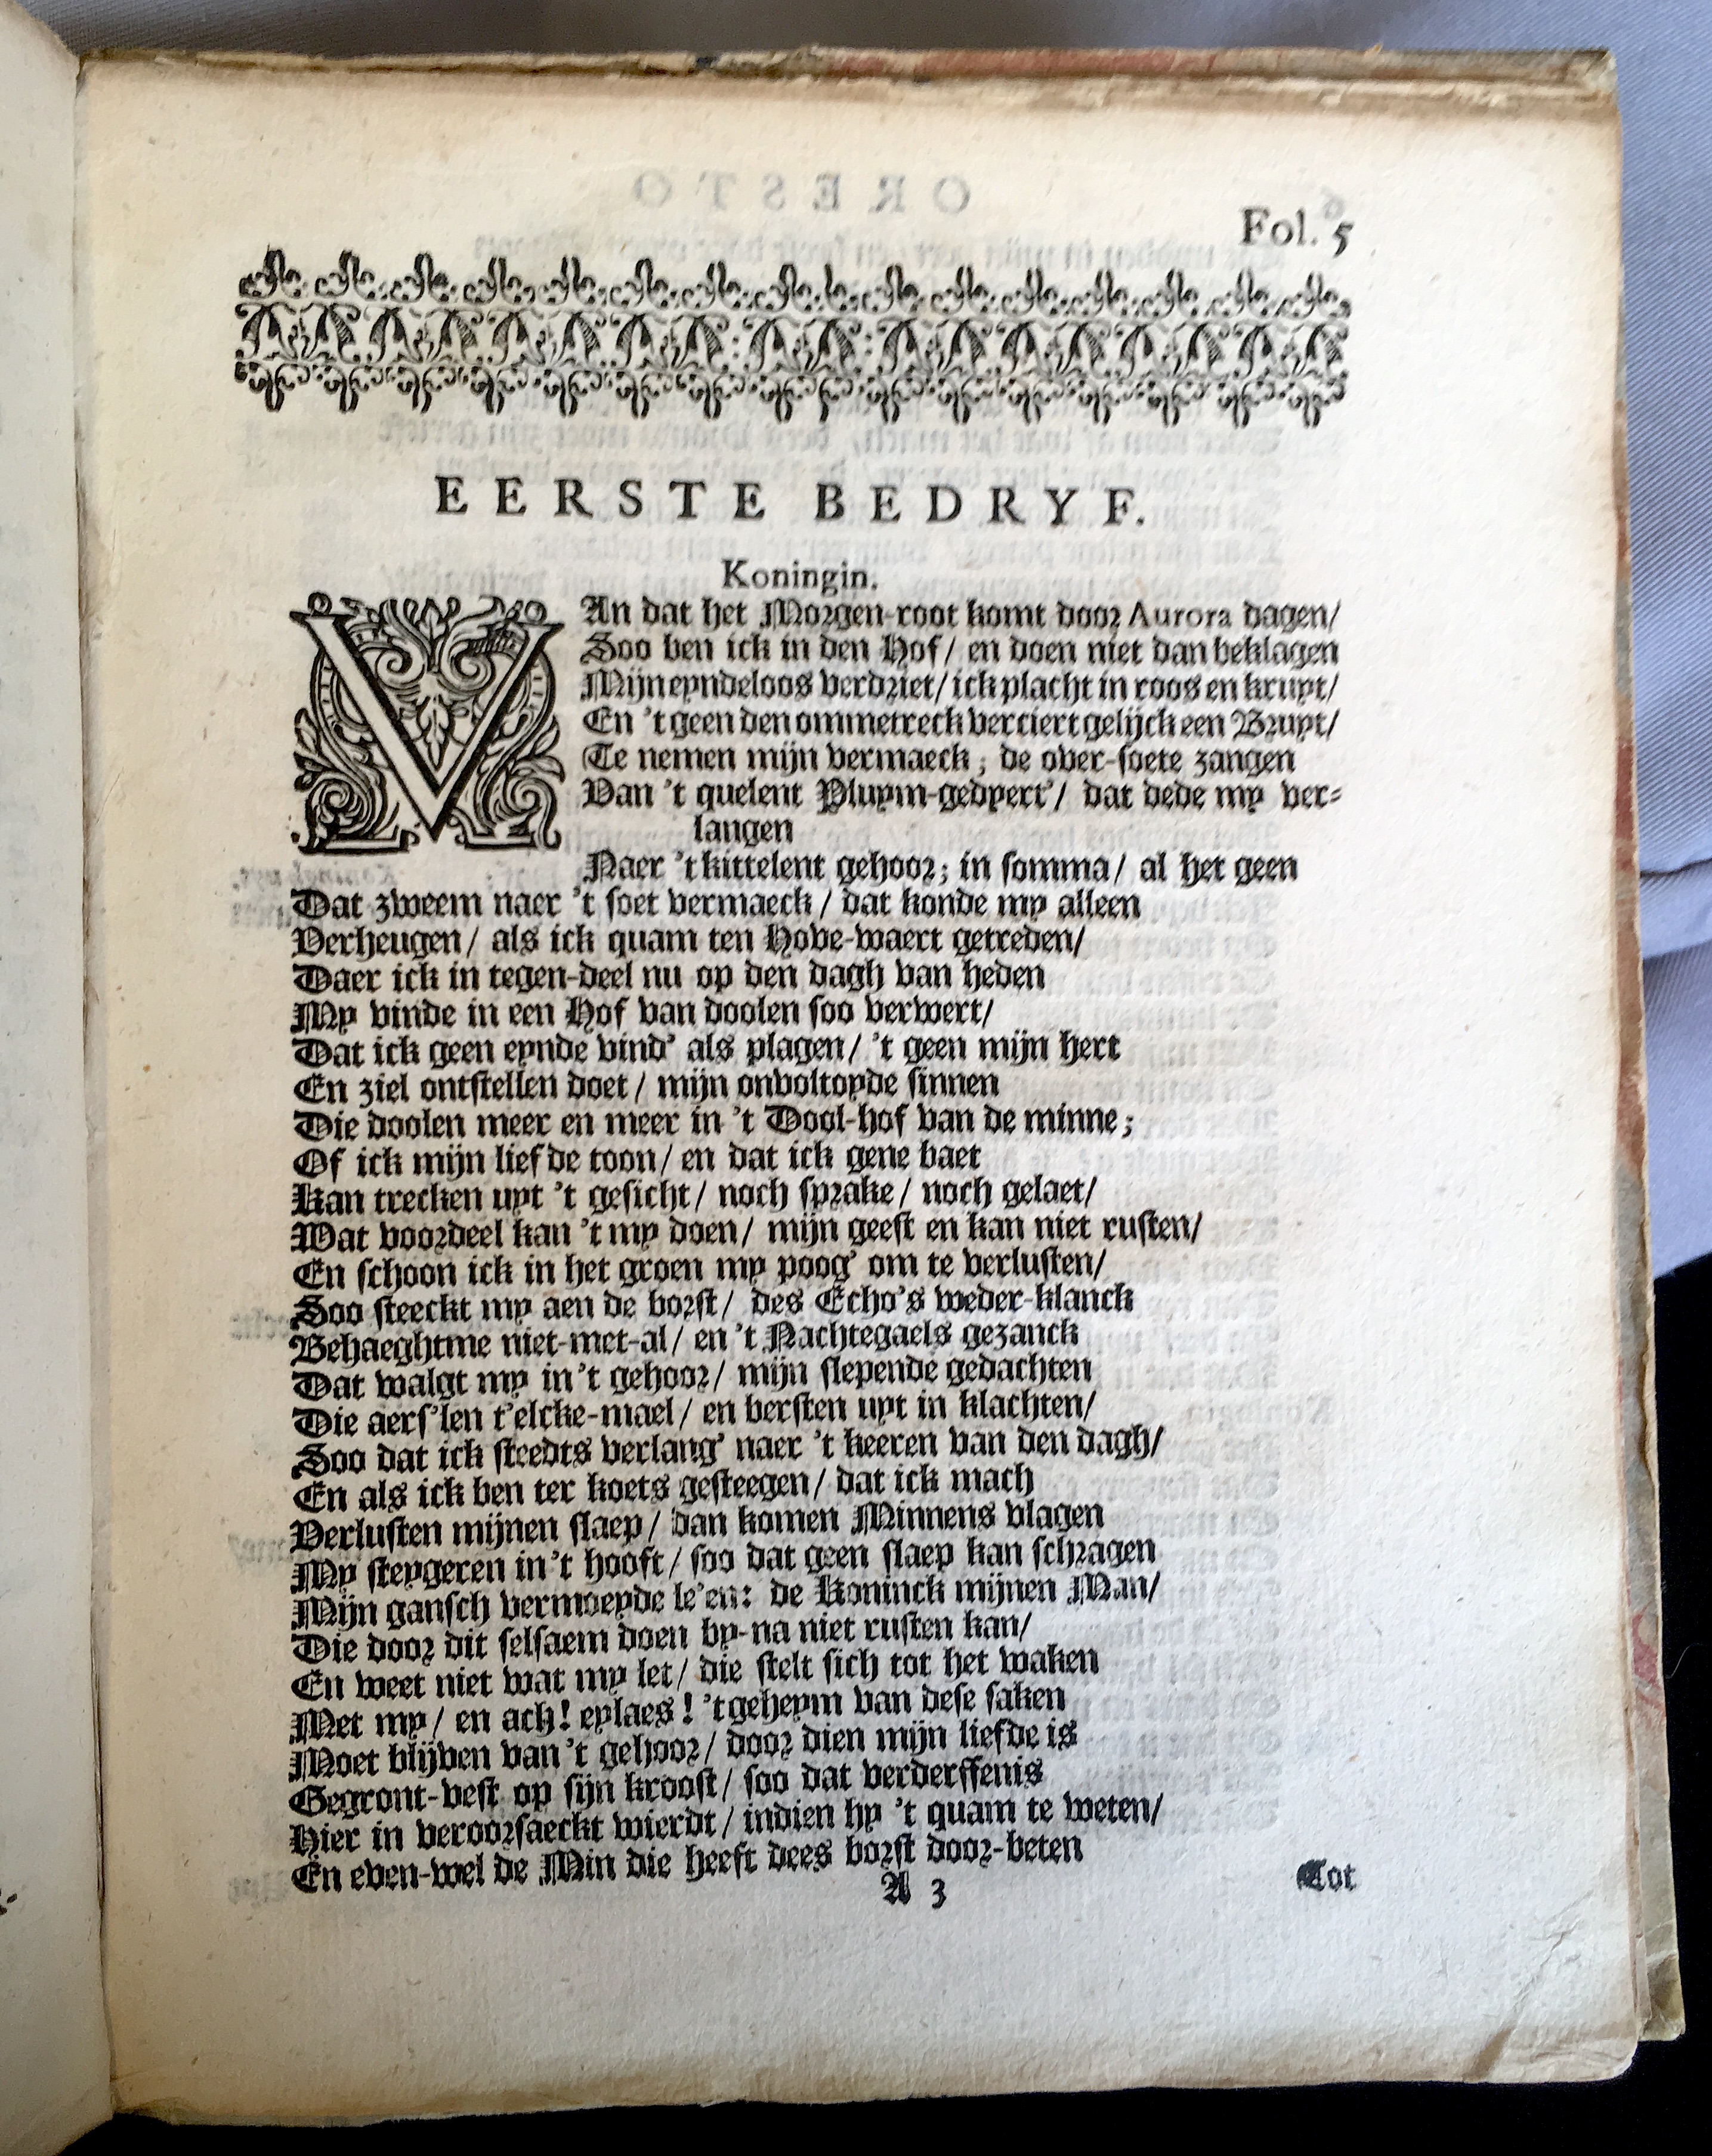 Fol. 5
EERSTE BEDRYF.
Koningin.
VAn dat het Morgen-root komt door Aurora dagen/
Soo ben ick in den Hof/ en doen niet dan beklagen
Mijn eyndeloos verdriet/ ick placht in roos en kruyt/
En 't geen den ommetreck verciert gelijck een Bruyt/
Te nemen mijn vermaeck; de over-soete zangen
Van 't quelent Pluym-gedyert'/ dat dede my ver-
langen
Naer 't kittelent gehoor; in somma/ al het geen
Dat zweem naer 't soet vermaeck/ dat konde my alleen
Verheugen/ als ick quam ten Hove-waert getreden/
Daer ick in tegen-deel nu op den dagh van heden
My vinde in een Hof van doolen soo verwert/
Dat ick geen eynde vind' als plagen/ 't geen mijn hert
En ziel ontstellen doet/ mijn onvoltoyde sinnen
Die doolen meer en meer in 't Dool-hof van de minne;
Of ick mijn liefde toon/ en dat ick gene baet
Kan trecken uyt 't gesicht/ noch sprake/ noch gelaet/
Wat voordeel kan 't my doen/ mijn geest en kan niet rusten/
En schoon ick in het groen my poog' om te verlusten/
Soo steeckt my aen de borst/ des Echo's weder-klanck
Behaeghtme niet-met-al/ en 't Nachtegaels gezanck
Dat walgt my in 't gehoor/ mijn slepende gedachten
Die aers'len t'elcke-mael/ en bersten uyt in klachten/
Soo dat ick steedts verlang' naer 't keeren van den dagh/
En als ick ben ter koets gesteegen/ dat ick mach
Verlusten mijnen slaep/ dan komen Minnens vlagen
My steygeren in 't hooft/ soo dat geen slaep kan schragen
Mijn gansch vermoeyde le'en: de Koninck mijnen Man/
Die door dit selsaem doen by-na niet rusten kan/
En weet niet wat my let/ die stelt sich tot het waken
Met my/ en ach! eylaes! 't geheym van dese saken
Moet blijven van 't gehoor/ door dien mijn liefde is
Gegront-vest op sijn kroost/ soo dat verderffenis
Hier in veroorsaeckt wierdt/ indien hy 't quam te weten/
En even-wel de Min die heeft dees borst door-beten
A 3
Tot